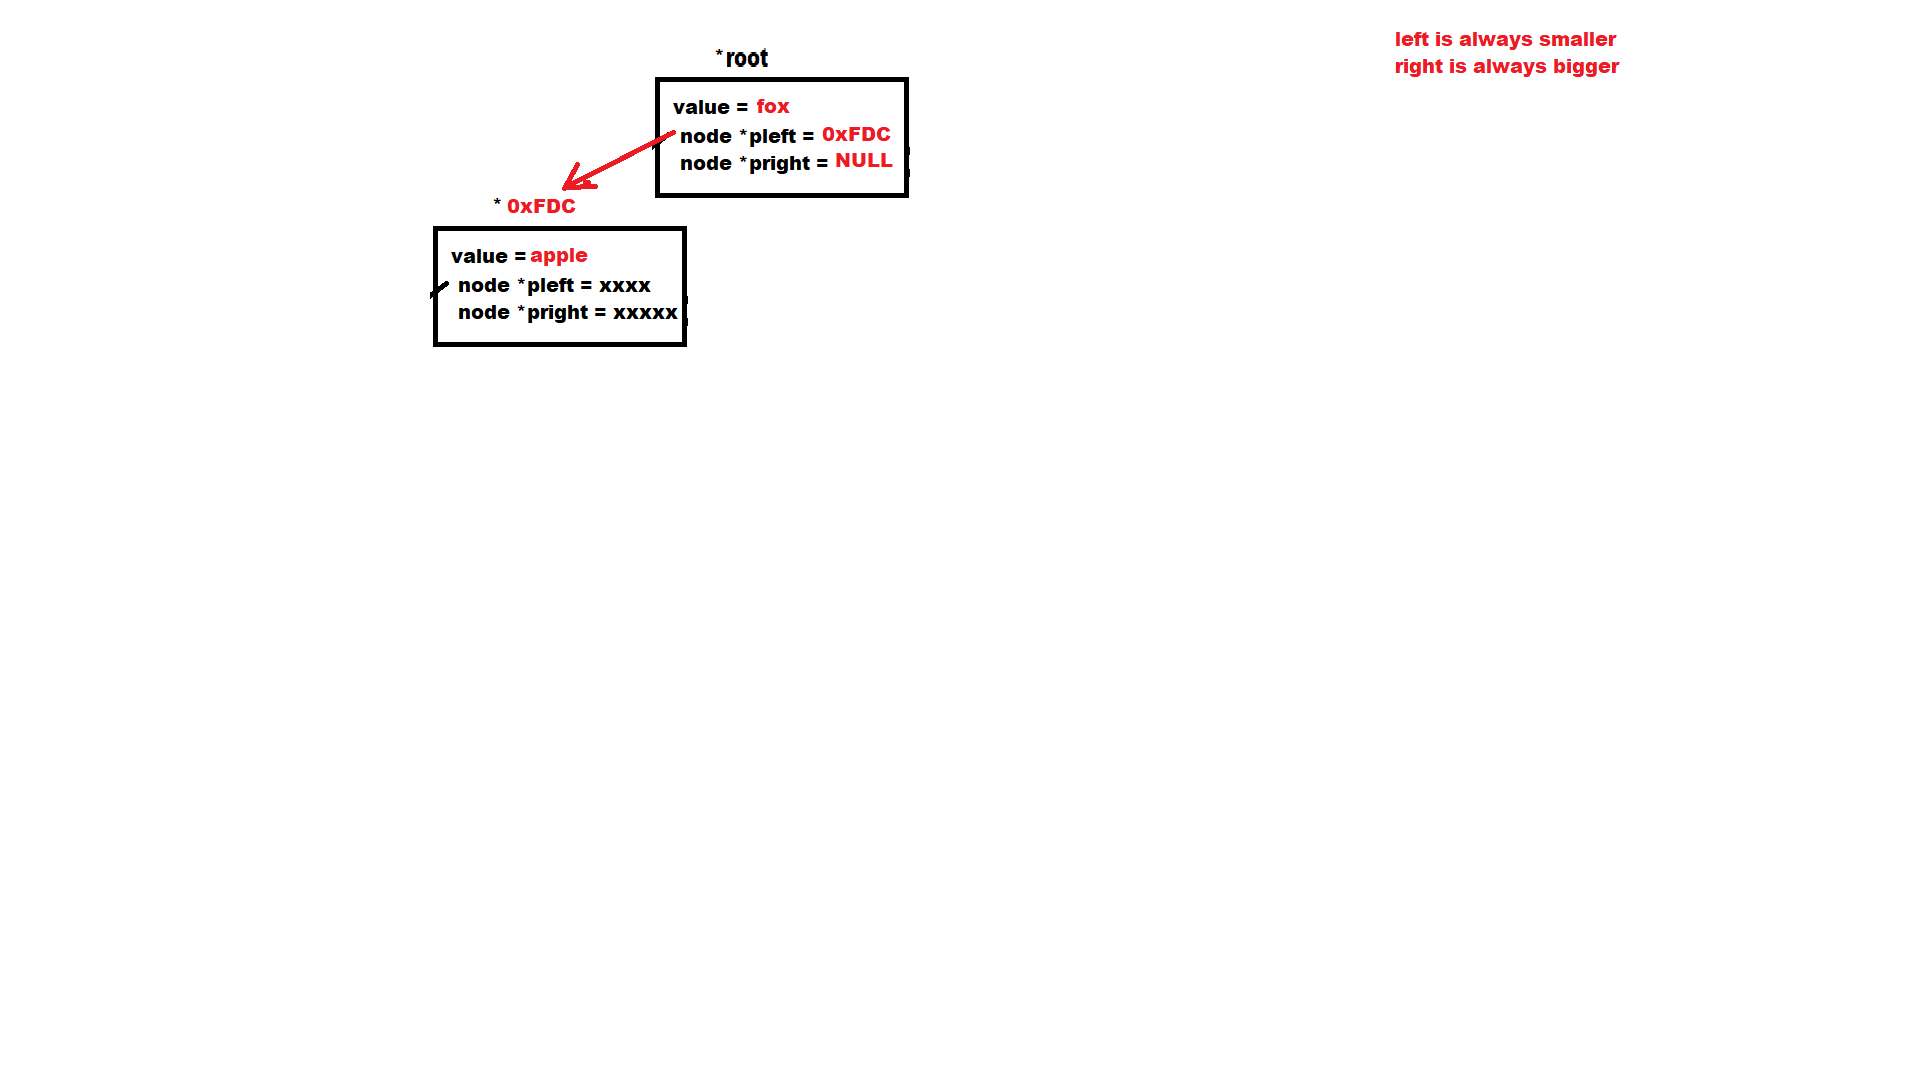 left is always smaller
right is always bigger
*root
value = fox
node *pleft = 0xFDC
node *pright = NULL
* 0xFDC
value = apple
node *pleft = xxxx
node *pright = xxxxx